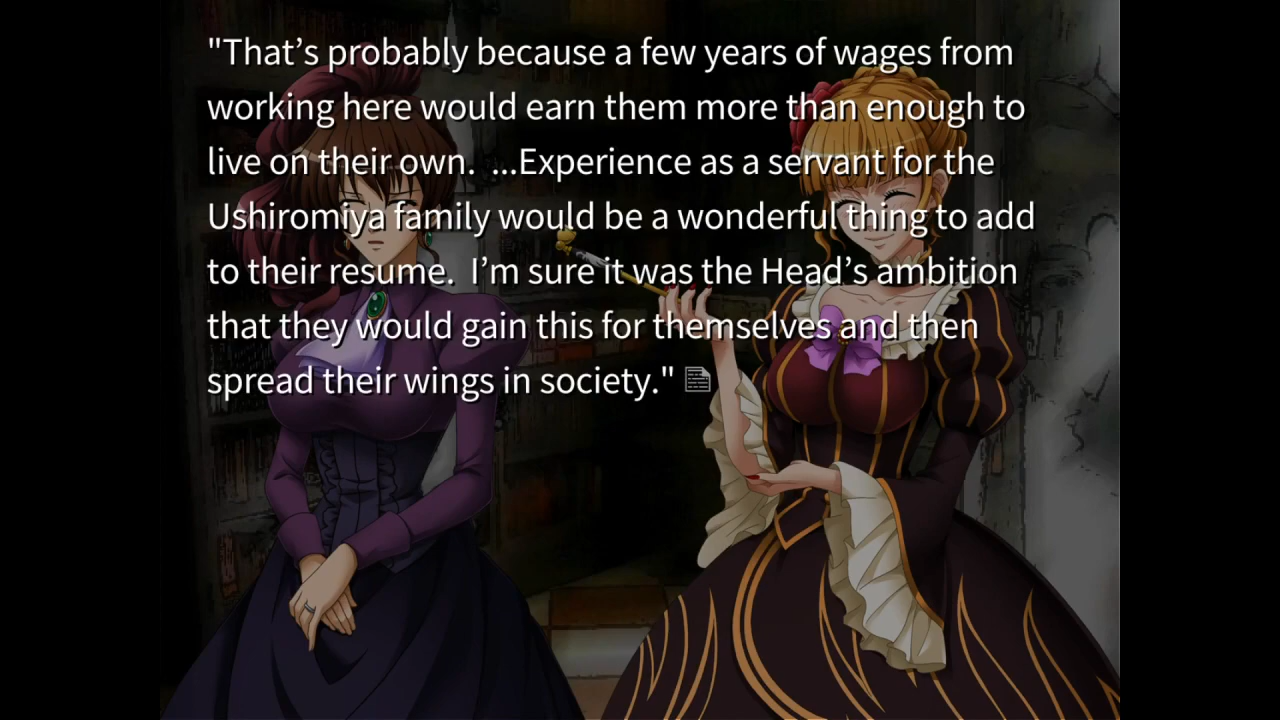 "That’s probably because a few years of wages from
working here would earn them more than enough to
live on their own.  ...Experience as a servant for the
Ushiromiya family would be a wonderful thing to add
to their resume.  I’m sure it was the Head’s ambition
that they would gain this for themselves and then
spread their wings in society."